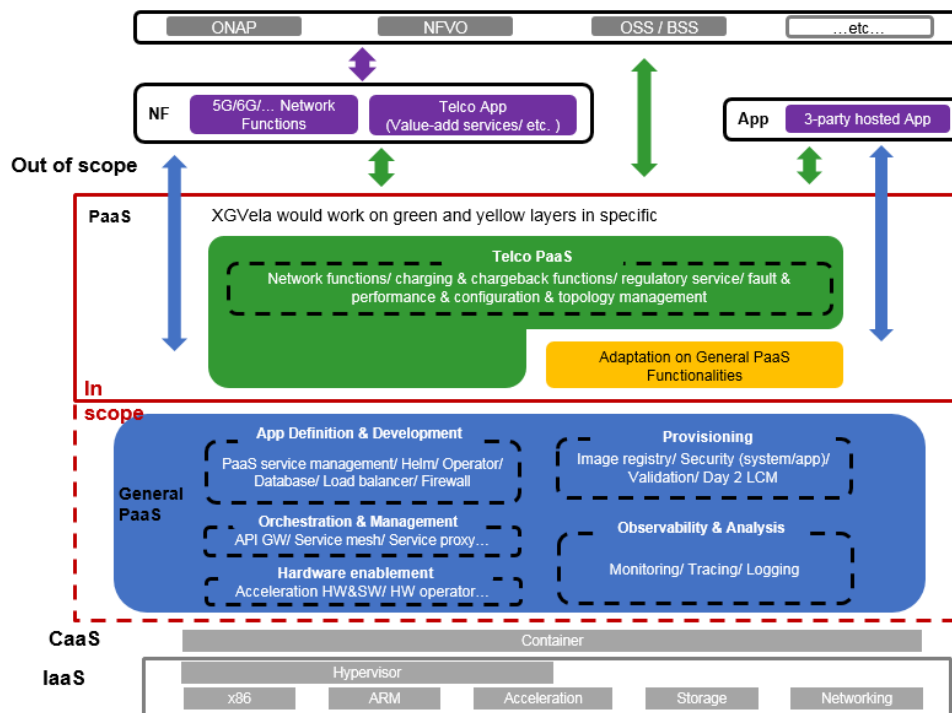 ONAP
NFVO
OSS / BSS
...etc...
NF
5G/6G/... Network
Functions
Telco App
(Value-add services/ etc. )
App
3-party hosted App
Out of scope
PaaS
XGVela would work on green and yellow layers in specific
Telco PaaS
Network functions/ charging & chargeback functions/ regulatory service/ fault &
performance & configuration & topology management
Adaptation on General PaaS
Functionalities
In
scope
General
PaaS
App Definition & Development
PaaS service management/ Helm/ Operator/
Database/ Load balancer/ Firewall
Provisioning
Image registry/ Security (system/app)/
Validation/ Day 2 LCM
Orchestration & Management
API GW/ Service mesh/ Service proxy...
Observability & Analysis
Monitoring/ Tracing/ Logging
Hardware enablement
Acceleration HW&SW/ HW operator...
CaaS
Container
IaaS
Hypervisor
x86
ARM
Acceleration
Storage
Networking